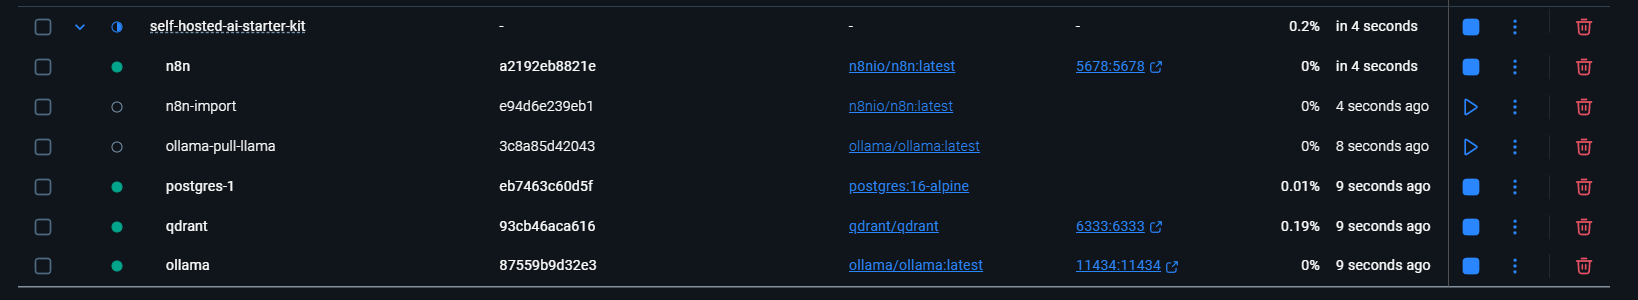 self-hosted-ai-starter-kit - - - 0.2% in 4 seconds
n8n a2192eb8821e n8nio/n8n:latest 5678:5678 0% in 4 seconds
n8n-import e94d6e239eb1 n8nio/n8n:latest 0% 4 seconds ago
ollama-pull-llama 3c8a85d42043 ollama/ollama:latest 0% 8 seconds ago
postgres-1 eb7463c60d5f postgres:16-alpine 0.01% 9 seconds ago
qdrant 93cb46aca616 qdrant/qdrant 6333:6333 0.19% 9 seconds ago
ollama 87559b9d32e3 ollama/ollama:latest 11434:11434 0% 9 seconds ago